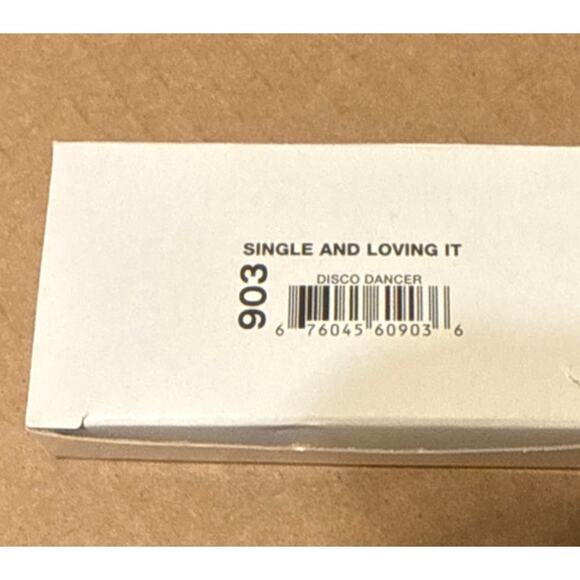 SINGLE AND LOVING IT
903
DISCO DANCER
6 76045 60903 6